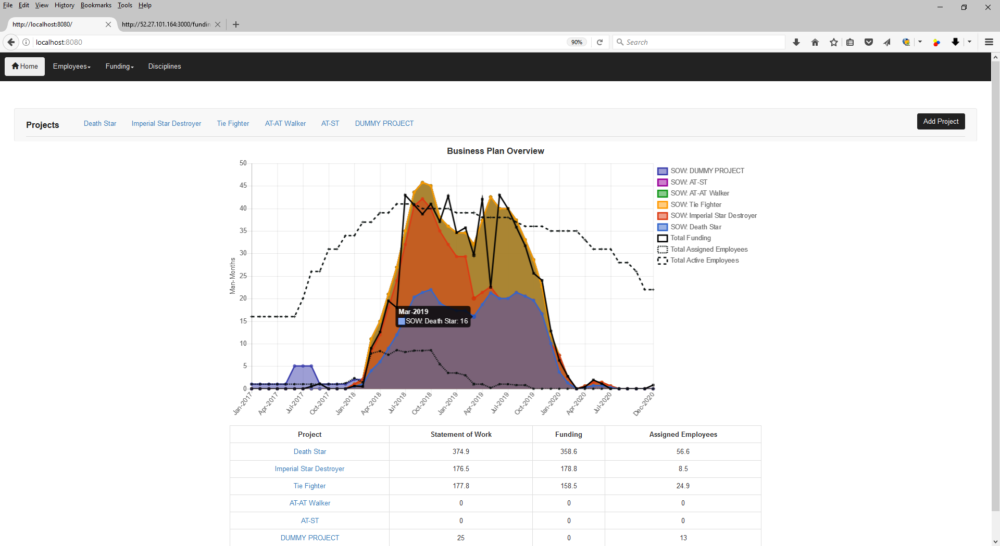 File Edit View History Bookmarks Tools Help
http://localhost:8080/
http://52.27.101.164:3000/fundin
localhost:8080
90%
Search
Home Employees Funding Disciplines
Projects Death Star Imperial Star Destroyer Tie Fighter AT-AT Walker AT-ST DUMMY PROJECT Add Project
Business Plan Overview
50
45
40
35
30
25
20
15
10
5
0
Man-Months
Mar-2019
SOW: Death Star: 16
Jan-2017 Apr-2017 Jul-2017 Oct-2017 Jan-2018 Apr-2018 Jul-2018 Oct-2018 Jan-2019 Apr-2019 Jul-2019 Oct-2019 Jan-2020 Apr-2020 Jul-2020 Dec-2020
SOW: DUMMY PROJECT
SOW: AT-ST
SOW: AT-AT Walker
SOW: Tie Fighter
SOW: Imperial Star Destroyer
SOW: Death Star
Total Funding
Total Assigned Employees
Total Active Employees
Project Statement of Work Funding Assigned Employees
Death Star 374.9 358.6 56.6
Imperial Star Destroyer 176.5 178.8 8.5
Tie Fighter 177.8 158.5 24.9
AT-AT Walker 0 0 0
AT-ST 0 0 0
DUMMY PROJECT 25 0 13